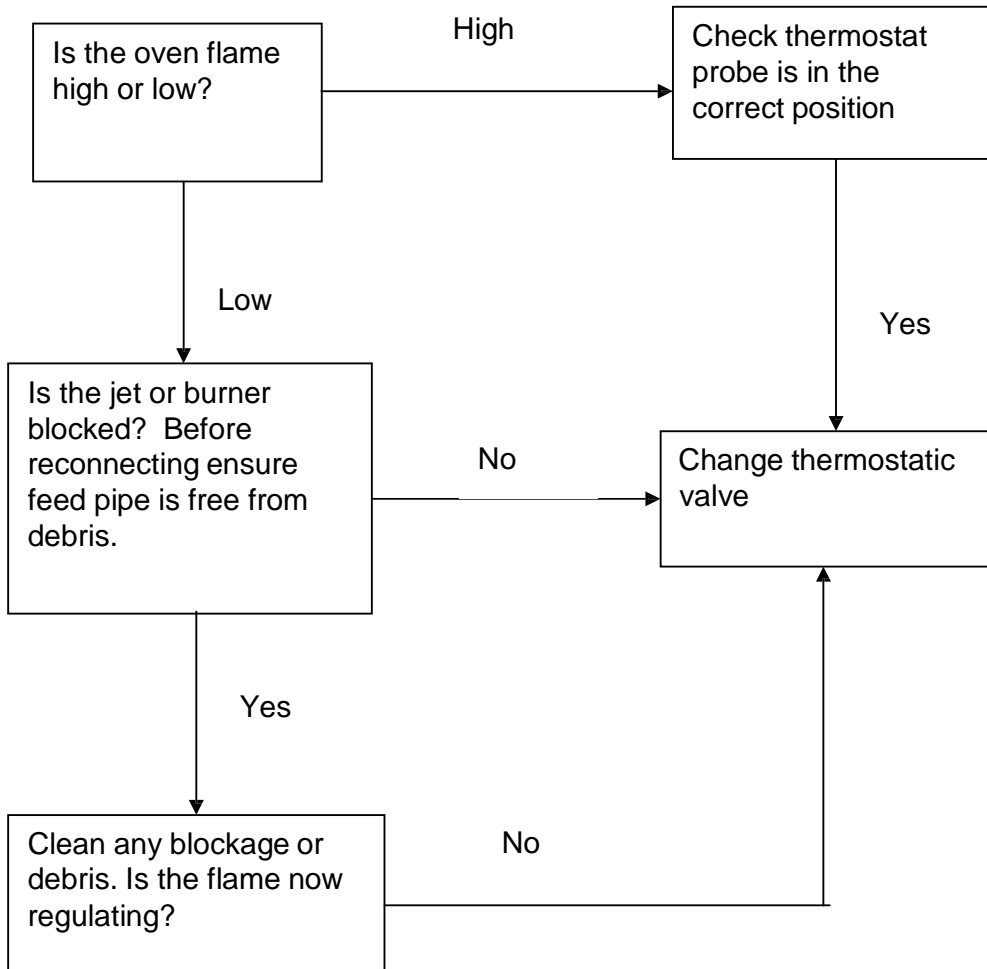 Is the oven flame
high or low?
High
Check thermostat
probe is in the
correct position
Low
Yes
Is the jet or burner
blocked?  Before
reconnecting ensure
feed pipe is free from
debris.
No
Change thermostatic
valve
Yes
Clean any blockage or
debris. Is the flame now
regulating?
No